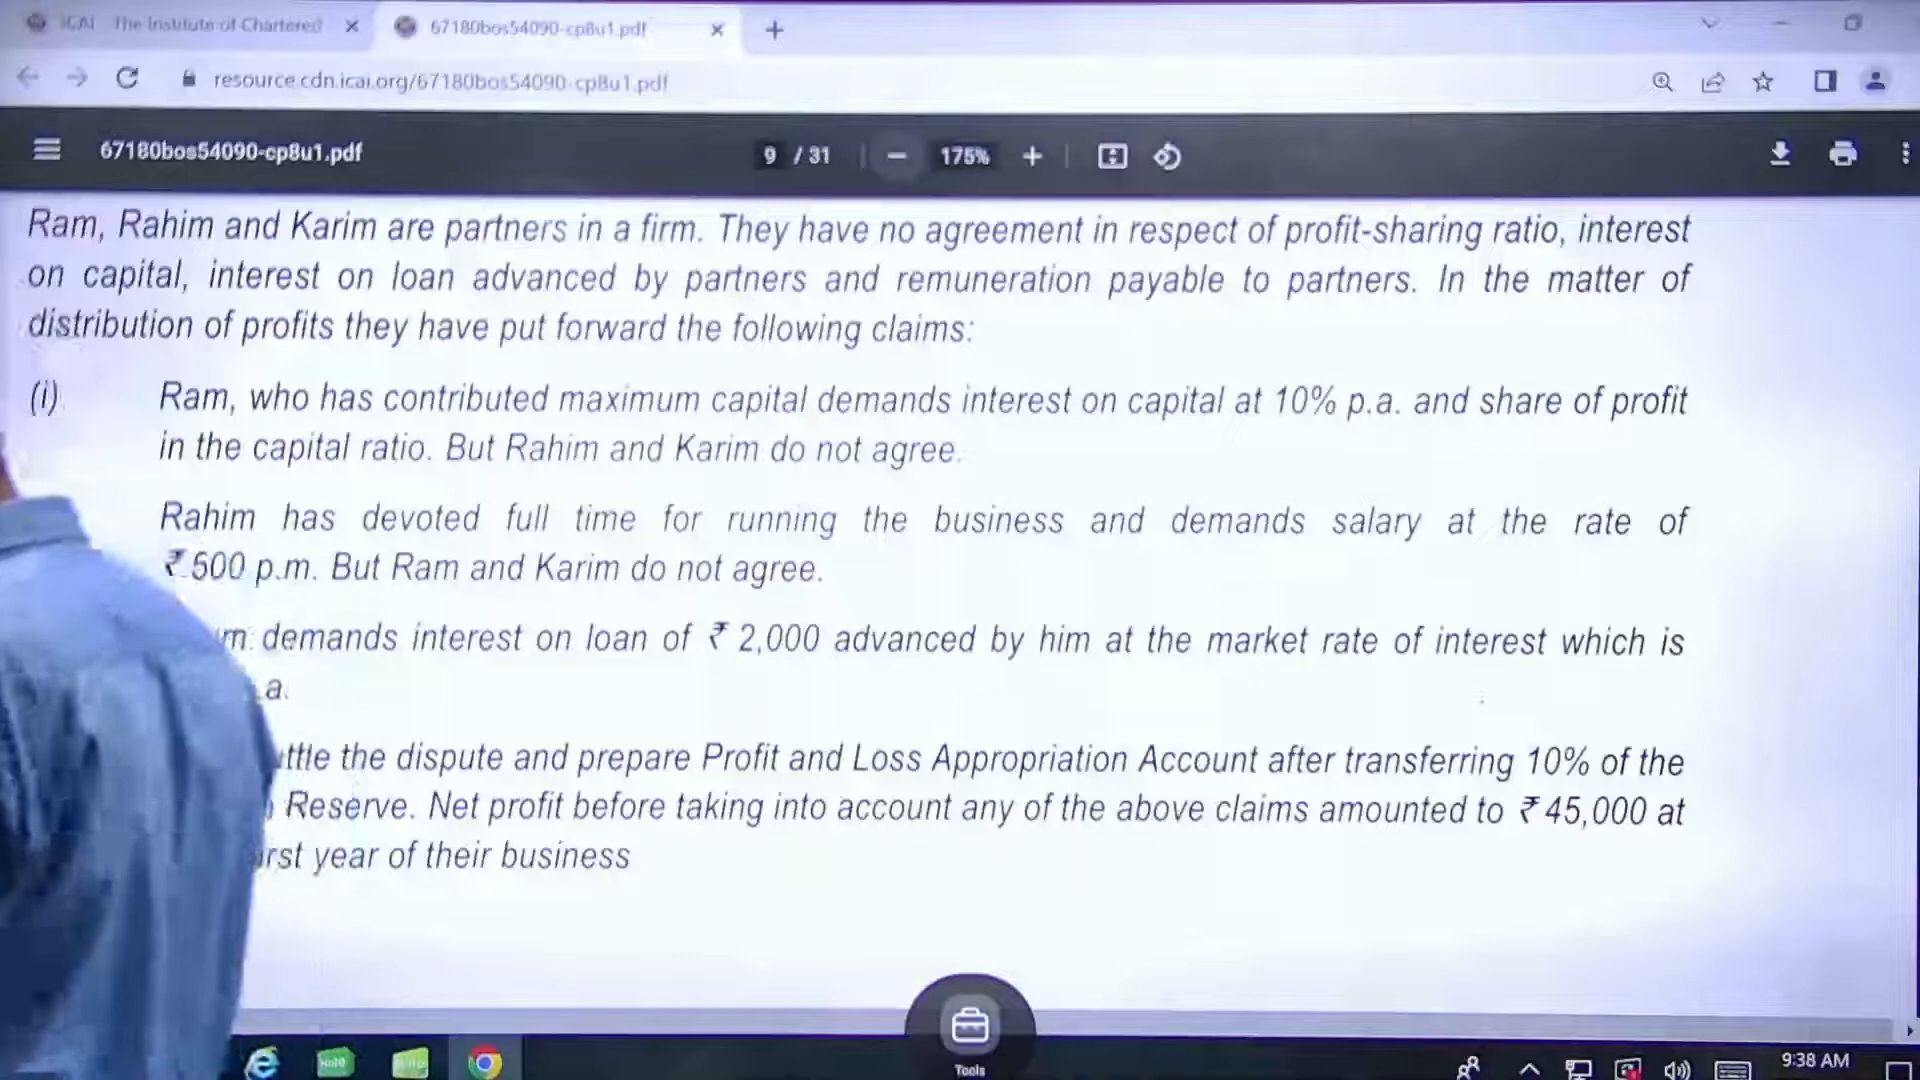 ICAI - The Institute of Chartered
67180bos54090-cp8u1.pdf
resource.cdn.icai.org/67180bos54090-cp8u1.pdf
67180bos54090-cp8u1.pdf
9 / 31
175%
Ram, Rahim and Karim are partners in a firm. They have no agreement in respect of profit-sharing ratio, interest
on capital, interest on loan advanced by partners and remuneration payable to partners. In the matter of
distribution of profits they have put forward the following claims:
(i) Ram, who has contributed maximum capital demands interest on capital at 10% p.a. and share of profit
in the capital ratio. But Rahim and Karim do not agree.
Rahim has devoted full time for running the business and demands salary at the rate of
₹ 500 p.m. But Ram and Karim do not agree.
demands interest on loan of ₹ 2,000 advanced by him at the market rate of interest which is
a.
the dispute and prepare Profit and Loss Appropriation Account after transferring 10% of the
Reserve. Net profit before taking into account any of the above claims amounted to ₹ 45,000 at
year of their business
Tools
9:38 AM